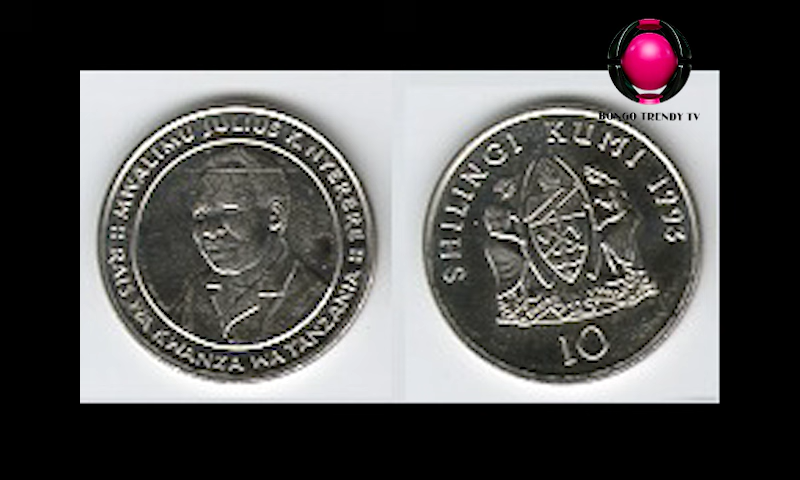 BONGO TRENDY TV
RAIS WA KWANZA WA TANZANIA :: MWALIMU JULIUS K. NYERERE ::
SHILINGI KUMI 1993
10